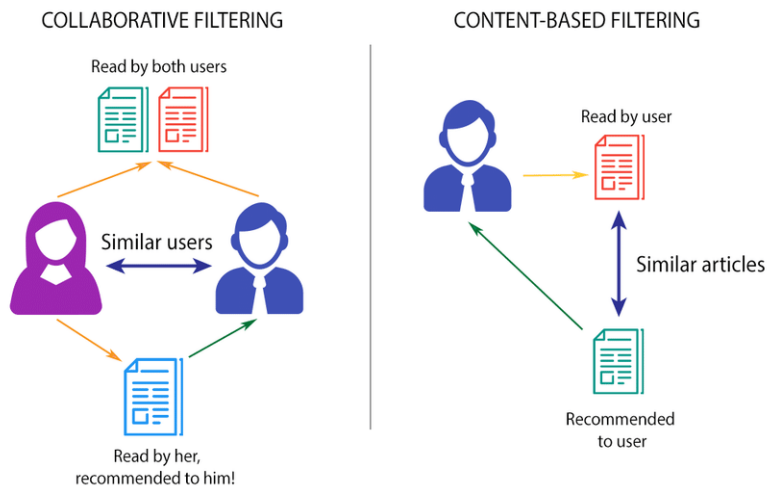 COLLABORATIVE FILTERING
Read by both users
Similar users
Read by her,
recommended to him!
CONTENT-BASED FILTERING
Read by user
Similar articles
Recommended
to user